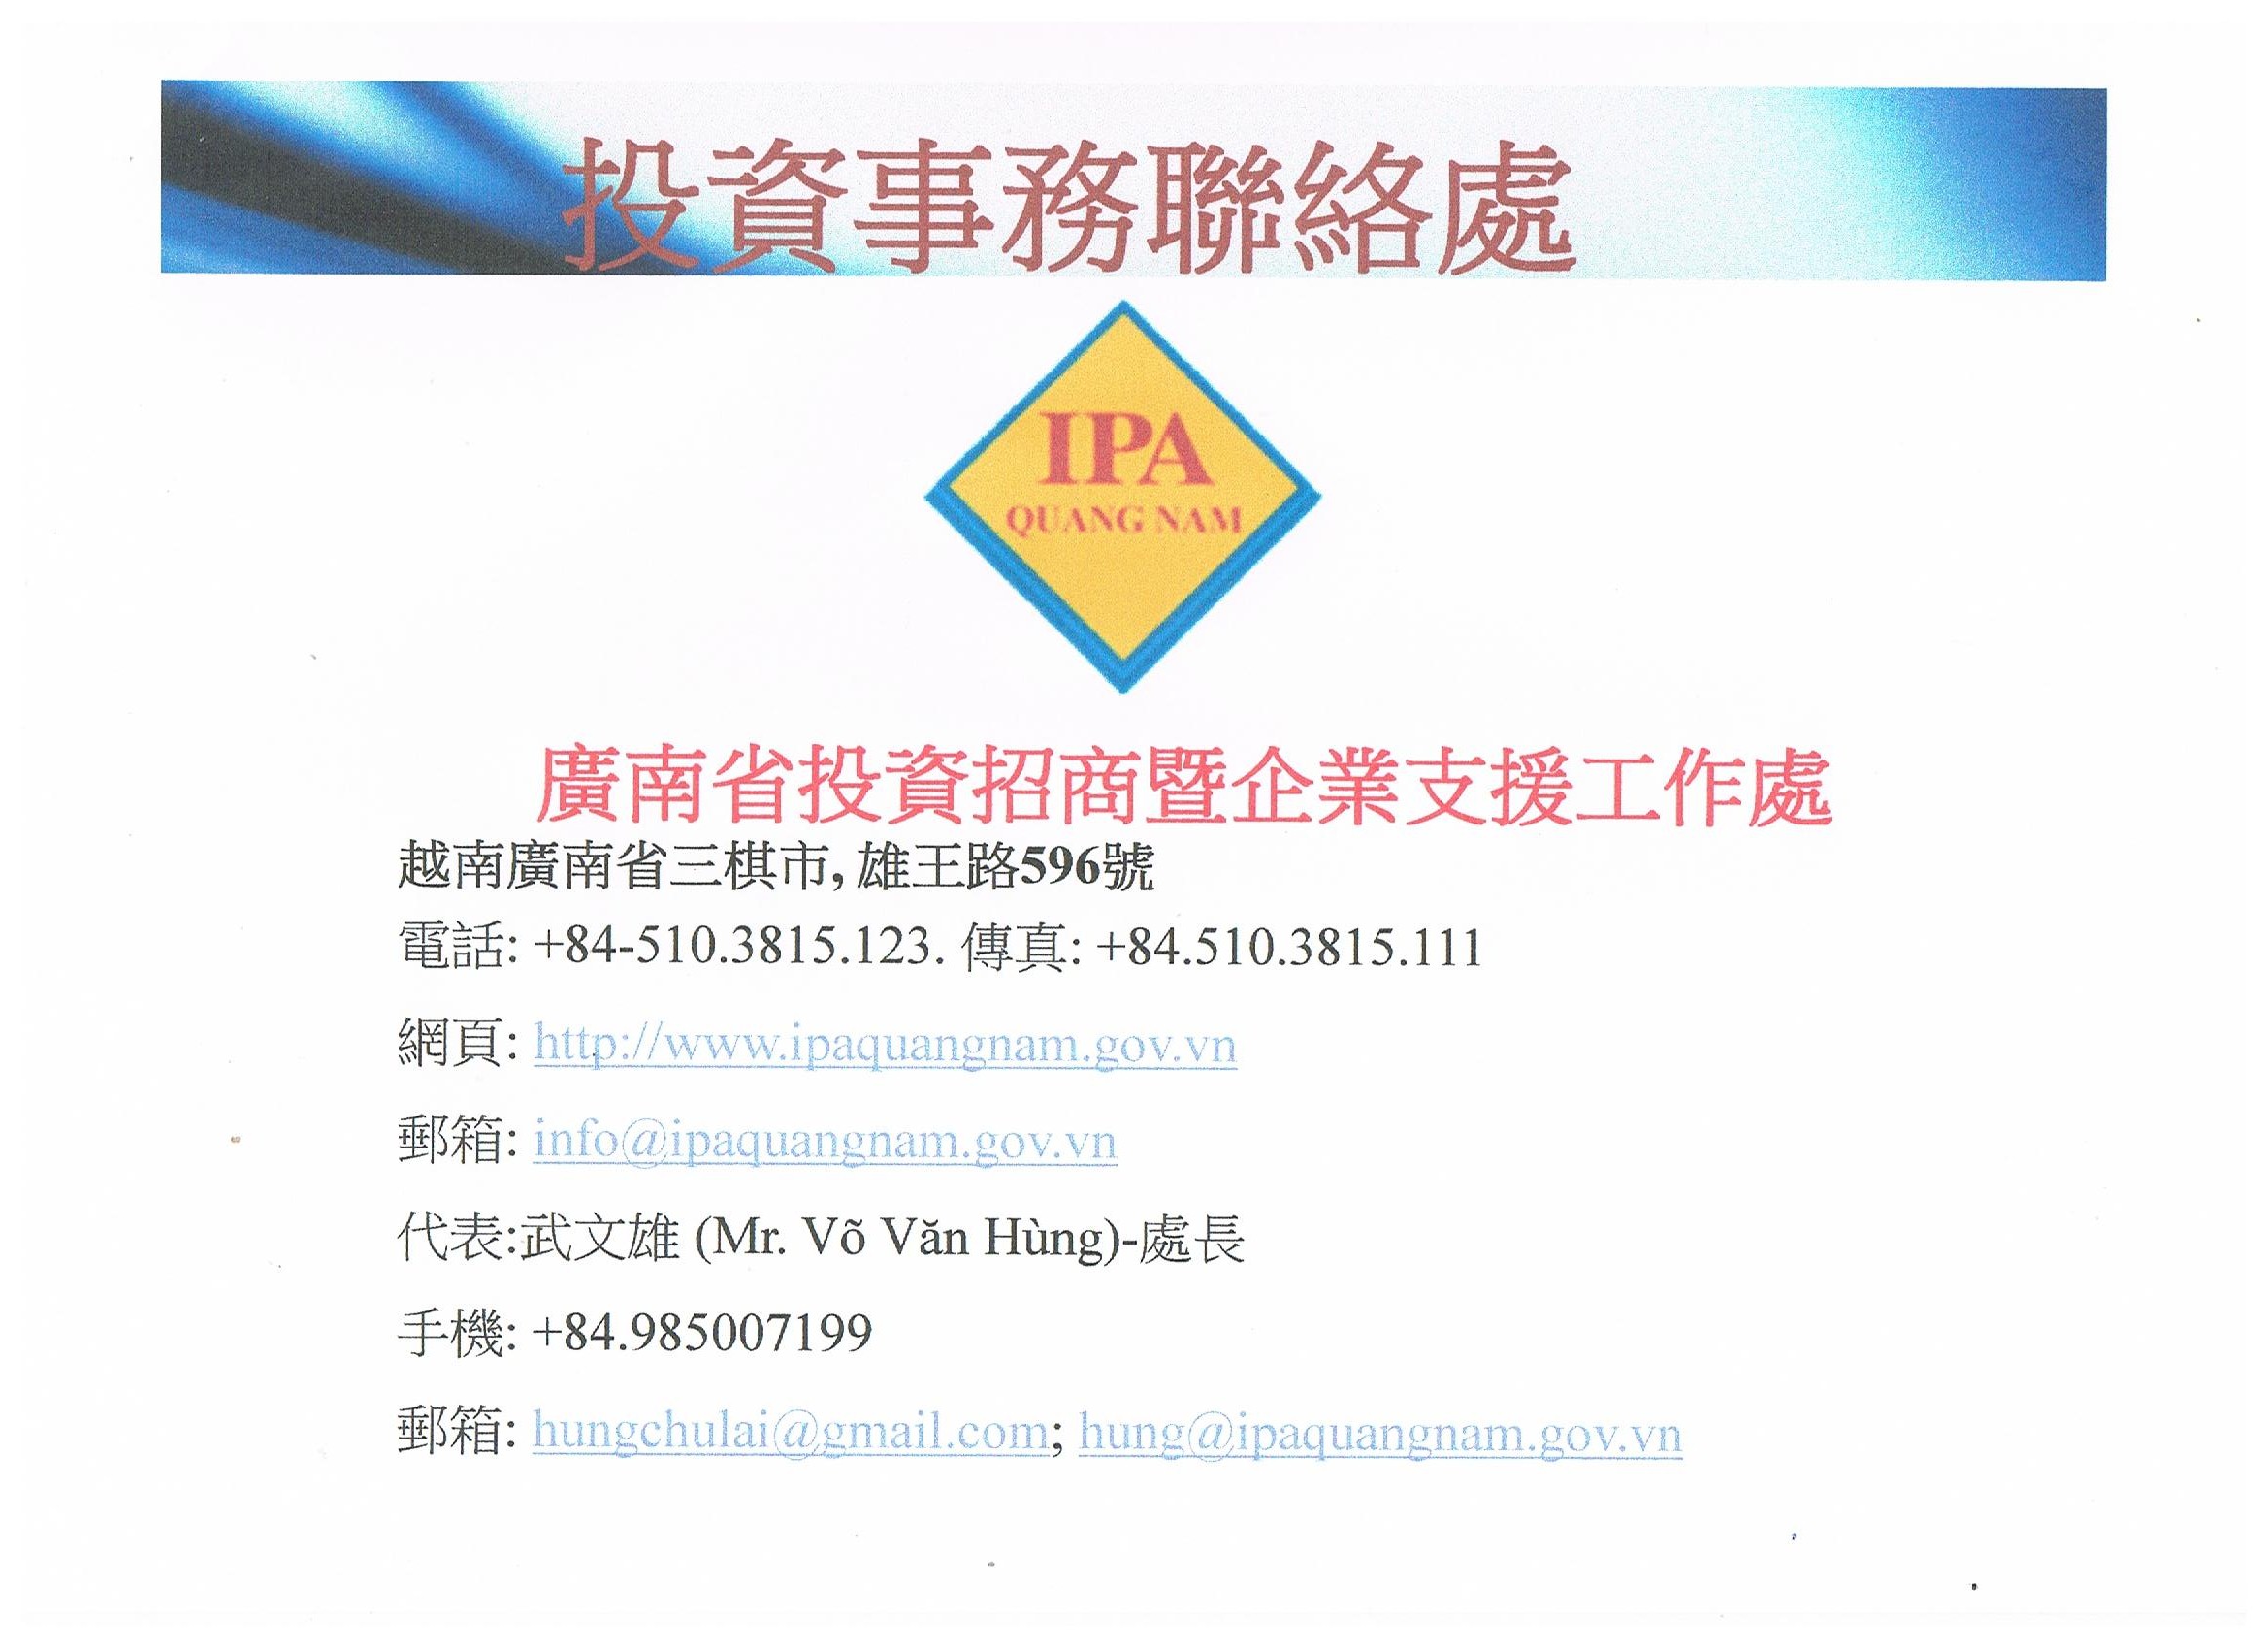 投資事務聯絡處
IPA
QUANG NAM
廣南省投資招商暨企業支援工作處
越南廣南省三棋市, 雄王路596號
電話: +84-510.3815.123. 傳真: +84.510.3815.111
網頁: http://www.ipaquangnam.gov.vn
郵箱: info@ipaquangnam.gov.vn
代表:武文雄 (Mr. Võ Văn Hùng)-處長
手機: +84.985007199
郵箱: hungchulai@gmail.com; hung@ipaquangnam.gov.vn